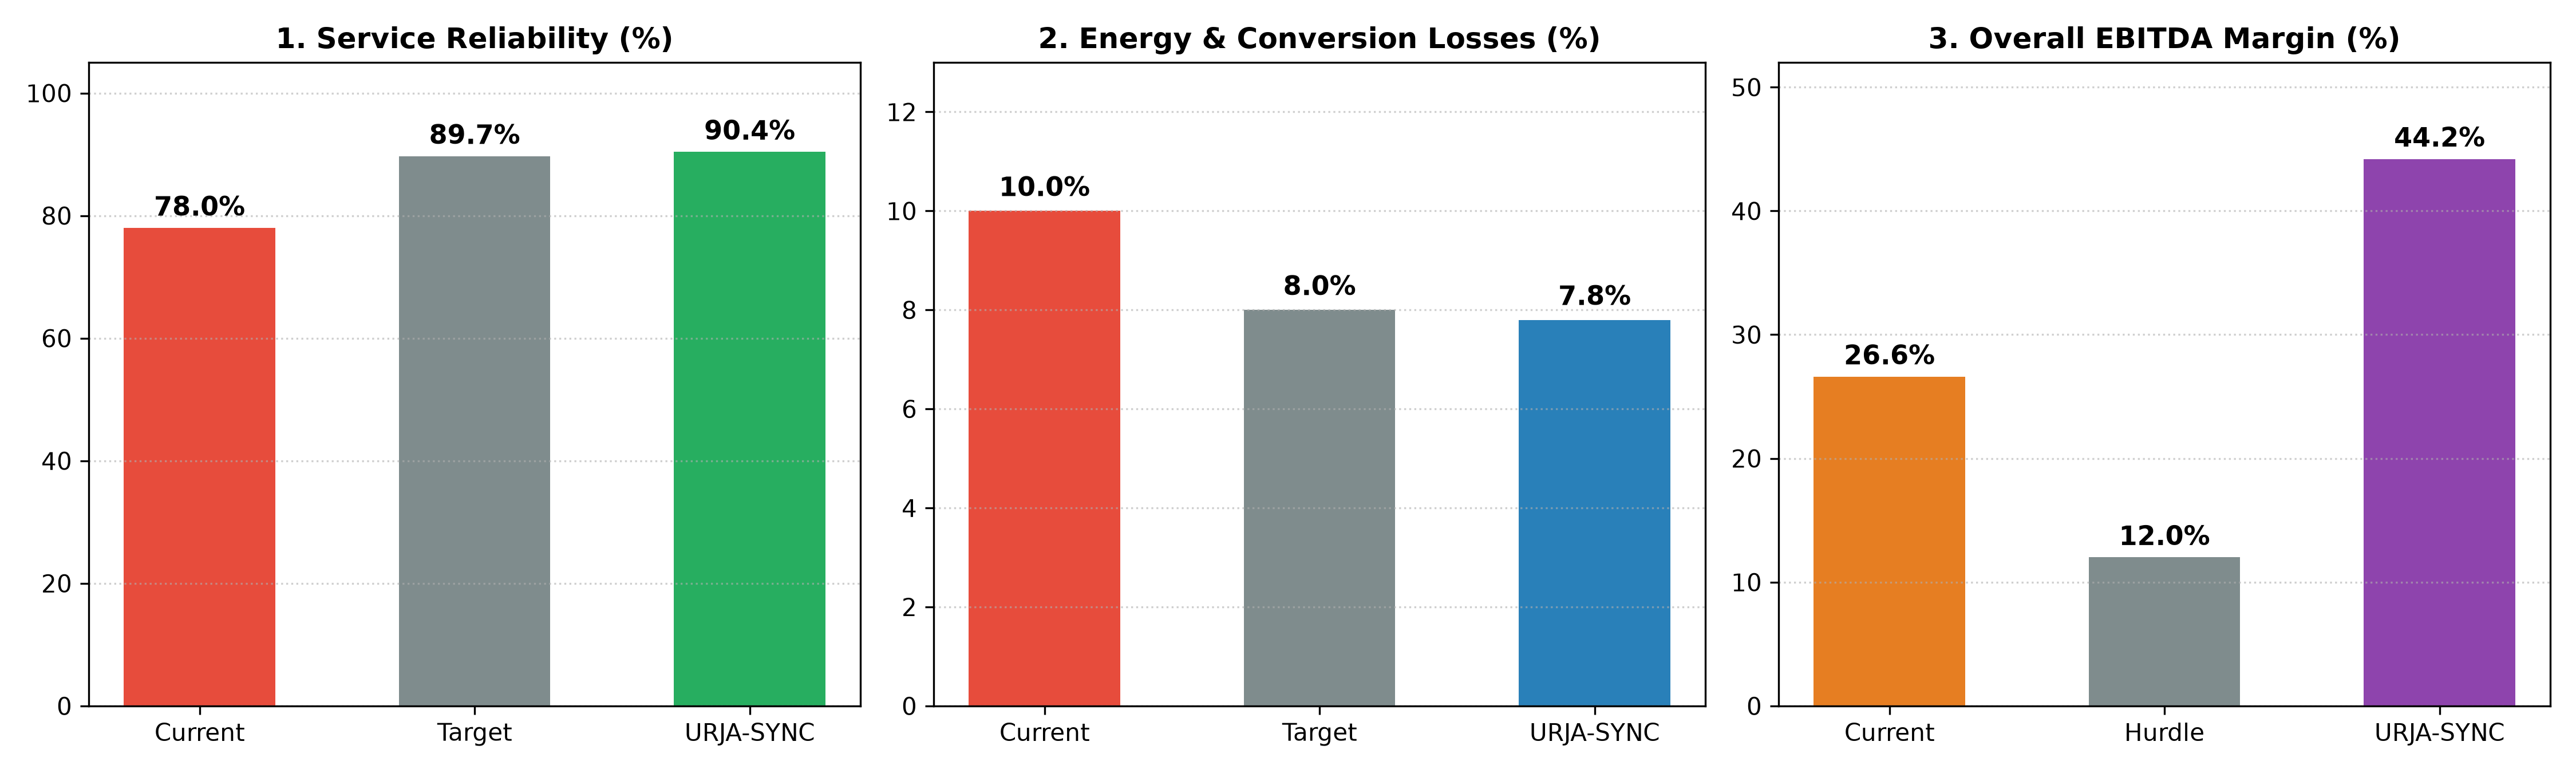 1. Service Reliability (%)
100
80
60
40
20
0
78.0%
89.7%
90.4%
Current
Target
URJA-SYNC
2. Energy & Conversion Losses (%)
12
10
8
6
4
2
0
10.0%
8.0%
7.8%
Current
Target
URJA-SYNC
3. Overall EBITDA Margin (%)
50
40
30
20
10
0
26.6%
12.0%
44.2%
Current
Hurdle
URJA-SYNC